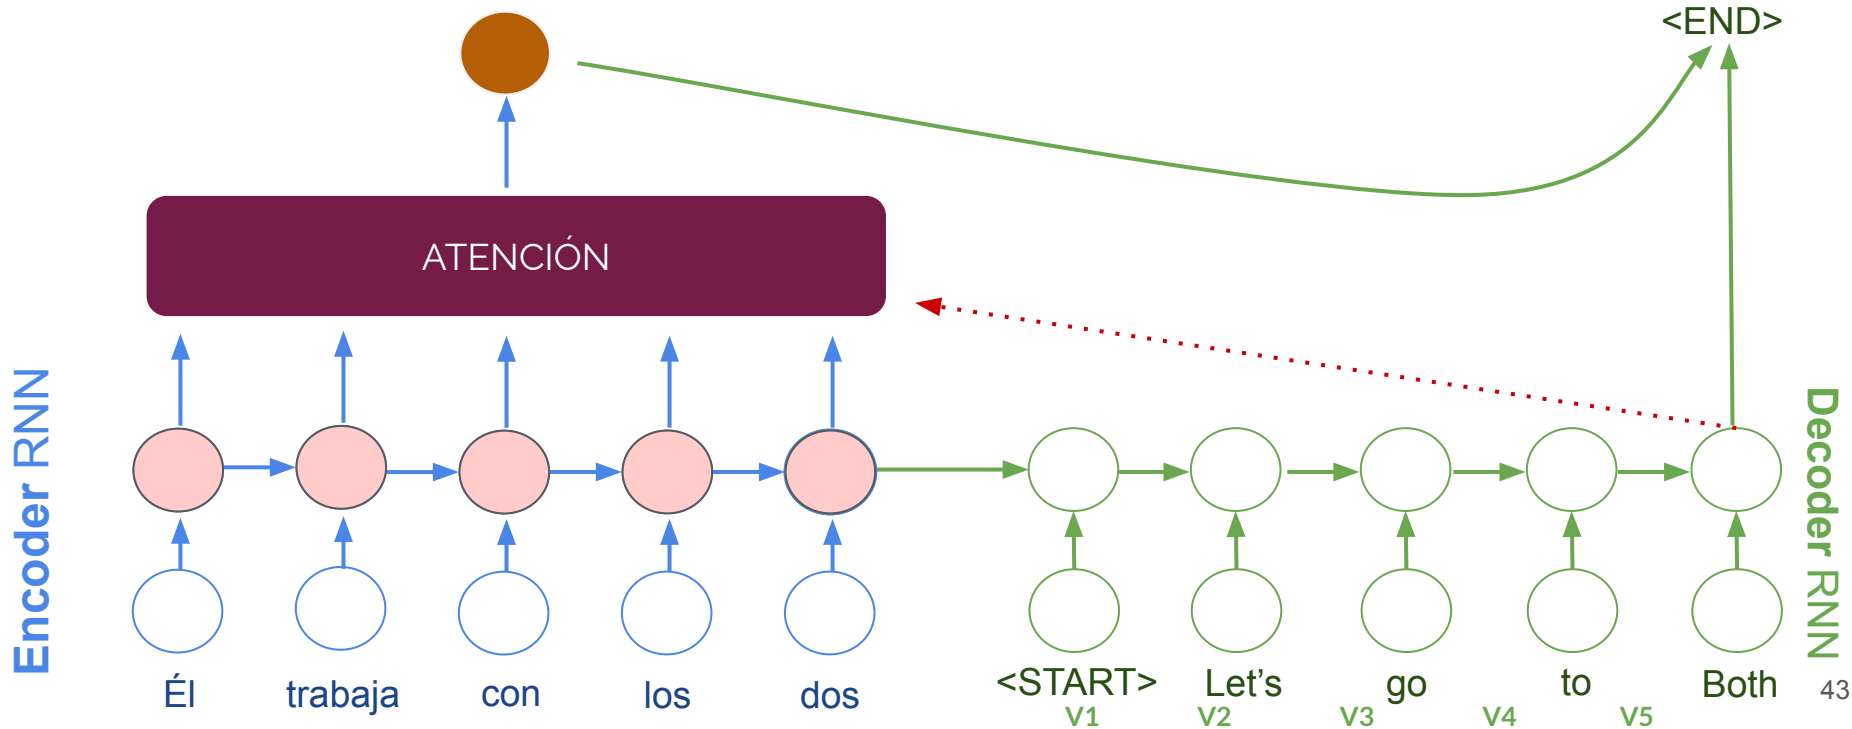 <END>
ATENCIÓN
Encoder RNN
Decoder RNN
Él trabaja con los dos
<START> Let's go to Both
V1 V2 V3 V4 V5
43